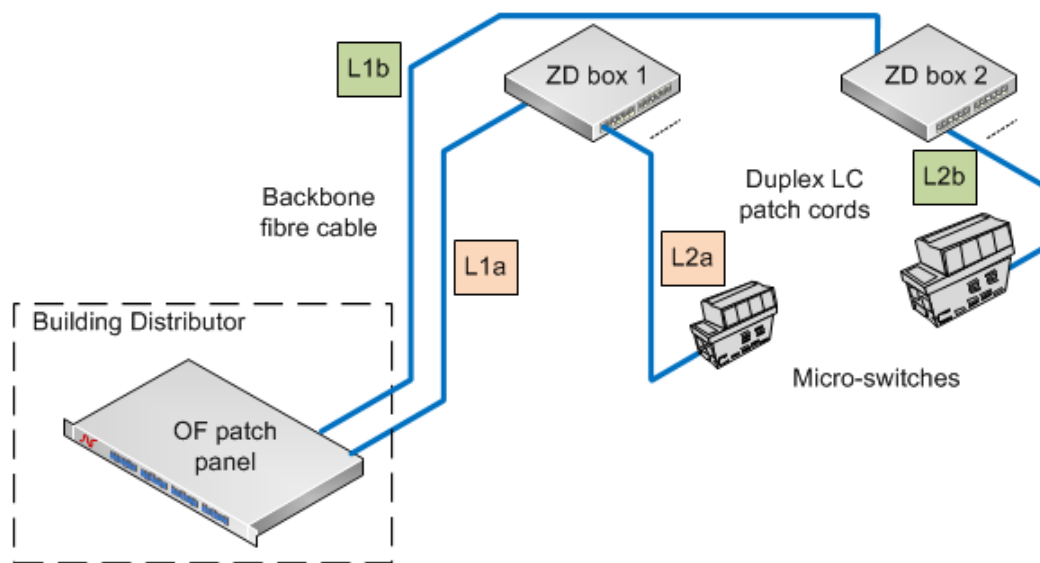 L1b
ZD box 1
ZD box 2
Backbone
fibre cable
L1a
L2a
Duplex LC
patch cords
L2b
Building Distributor
OF patch
panel
Micro-switches